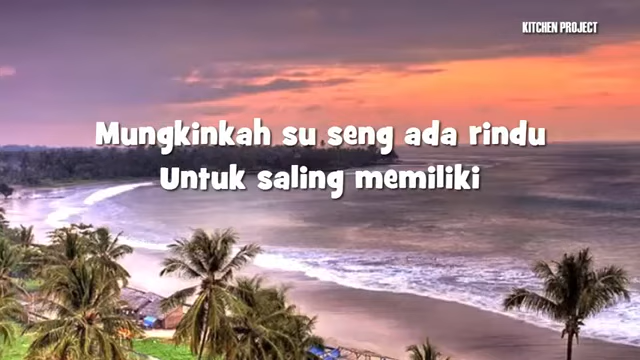 KITCHEN PROJECT
Mungkinkah su seng ada rindu
Untuk saling memiliki